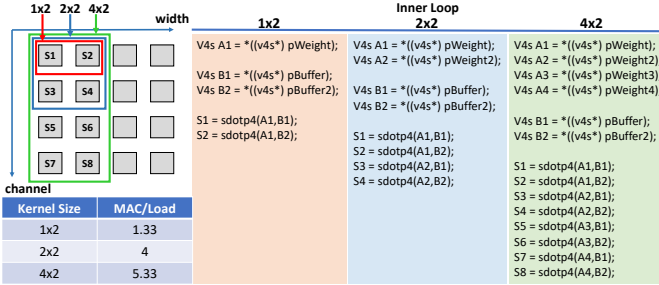 1x2 2x2 4x2
width
S1 S2
S3 S4
S5 S6
S7 S8
channel
Kernel Size MAC/Load
1x2 1.33
2x2 4
4x2 5.33
Inner Loop
1x2
V4s A1 = *((v4s*) pWeight);
V4s B1 = *((v4s*) pBuffer);
V4s B2 = *((v4s*) pBuffer2);
S1 = sdotp4(A1,B1);
S2 = sdotp4(A1,B2);
2x2
V4s A1 = *((v4s*) pWeight);
V4s A2 = *((v4s*) pWeight2);
V4s B1 = *((v4s*) pBuffer);
V4s B2 = *((v4s*) pBuffer2);
S1 = sdotp4(A1,B1);
S2 = sdotp4(A1,B2);
S3 = sdotp4(A2,B1);
S4 = sdotp4(A2,B2);
4x2
V4s A1 = *((v4s*) pWeight);
V4s A2 = *((v4s*) pWeight2)
V4s A3 = *((v4s*) pWeight3)
V4s A4 = *((v4s*) pWeight4)
V4s B1 = *((v4s*) pBuffer);
V4s B2 = *((v4s*) pBuffer2);
S1 = sdotp4(A1,B1);
S2 = sdotp4(A1,B2);
S3 = sdotp4(A2,B1);
S4 = sdotp4(A2,B2);
S5 = sdotp4(A3,B1);
S6 = sdotp4(A3,B2);
S7 = sdotp4(A4,B1);
S8 = sdotp4(A4,B2);